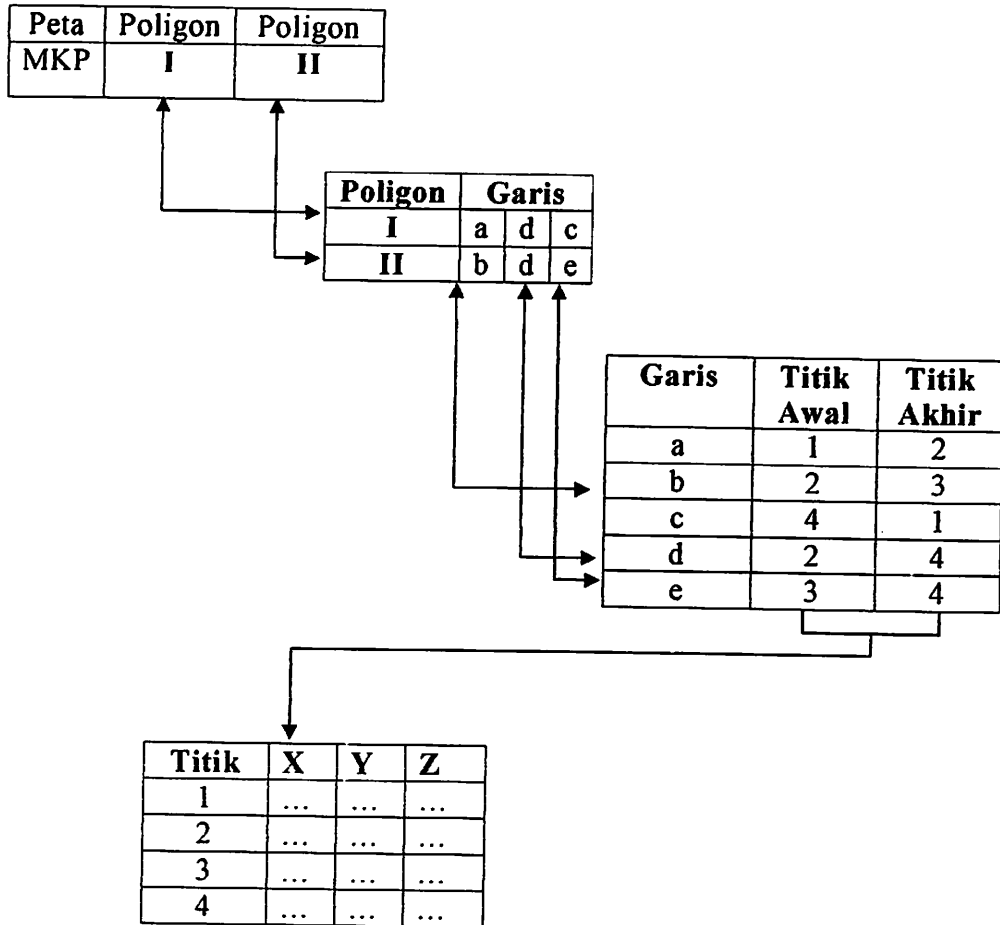 Peta Poligon Poligon
MKP I II
Poligon Garis
I a d c
II b d e
Garis Titik Awal Titik Akhir
a 1 2
b 2 3
c 4 1
d 2 4
e 3 4
Titik X Y Z
1 ... ... ...
2 ... ... ...
3 ... ... ...
4 ... ... ...